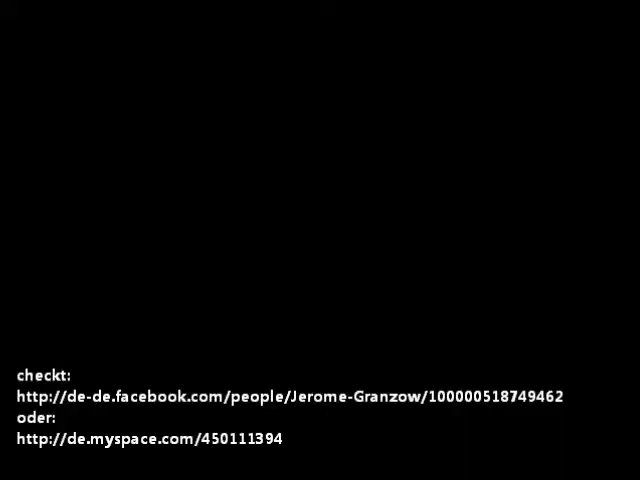 checkt:
http://de-de.facebook.com/people/Jerome-Granzow/100000518749462
oder:
http://de.myspace.com/450111394